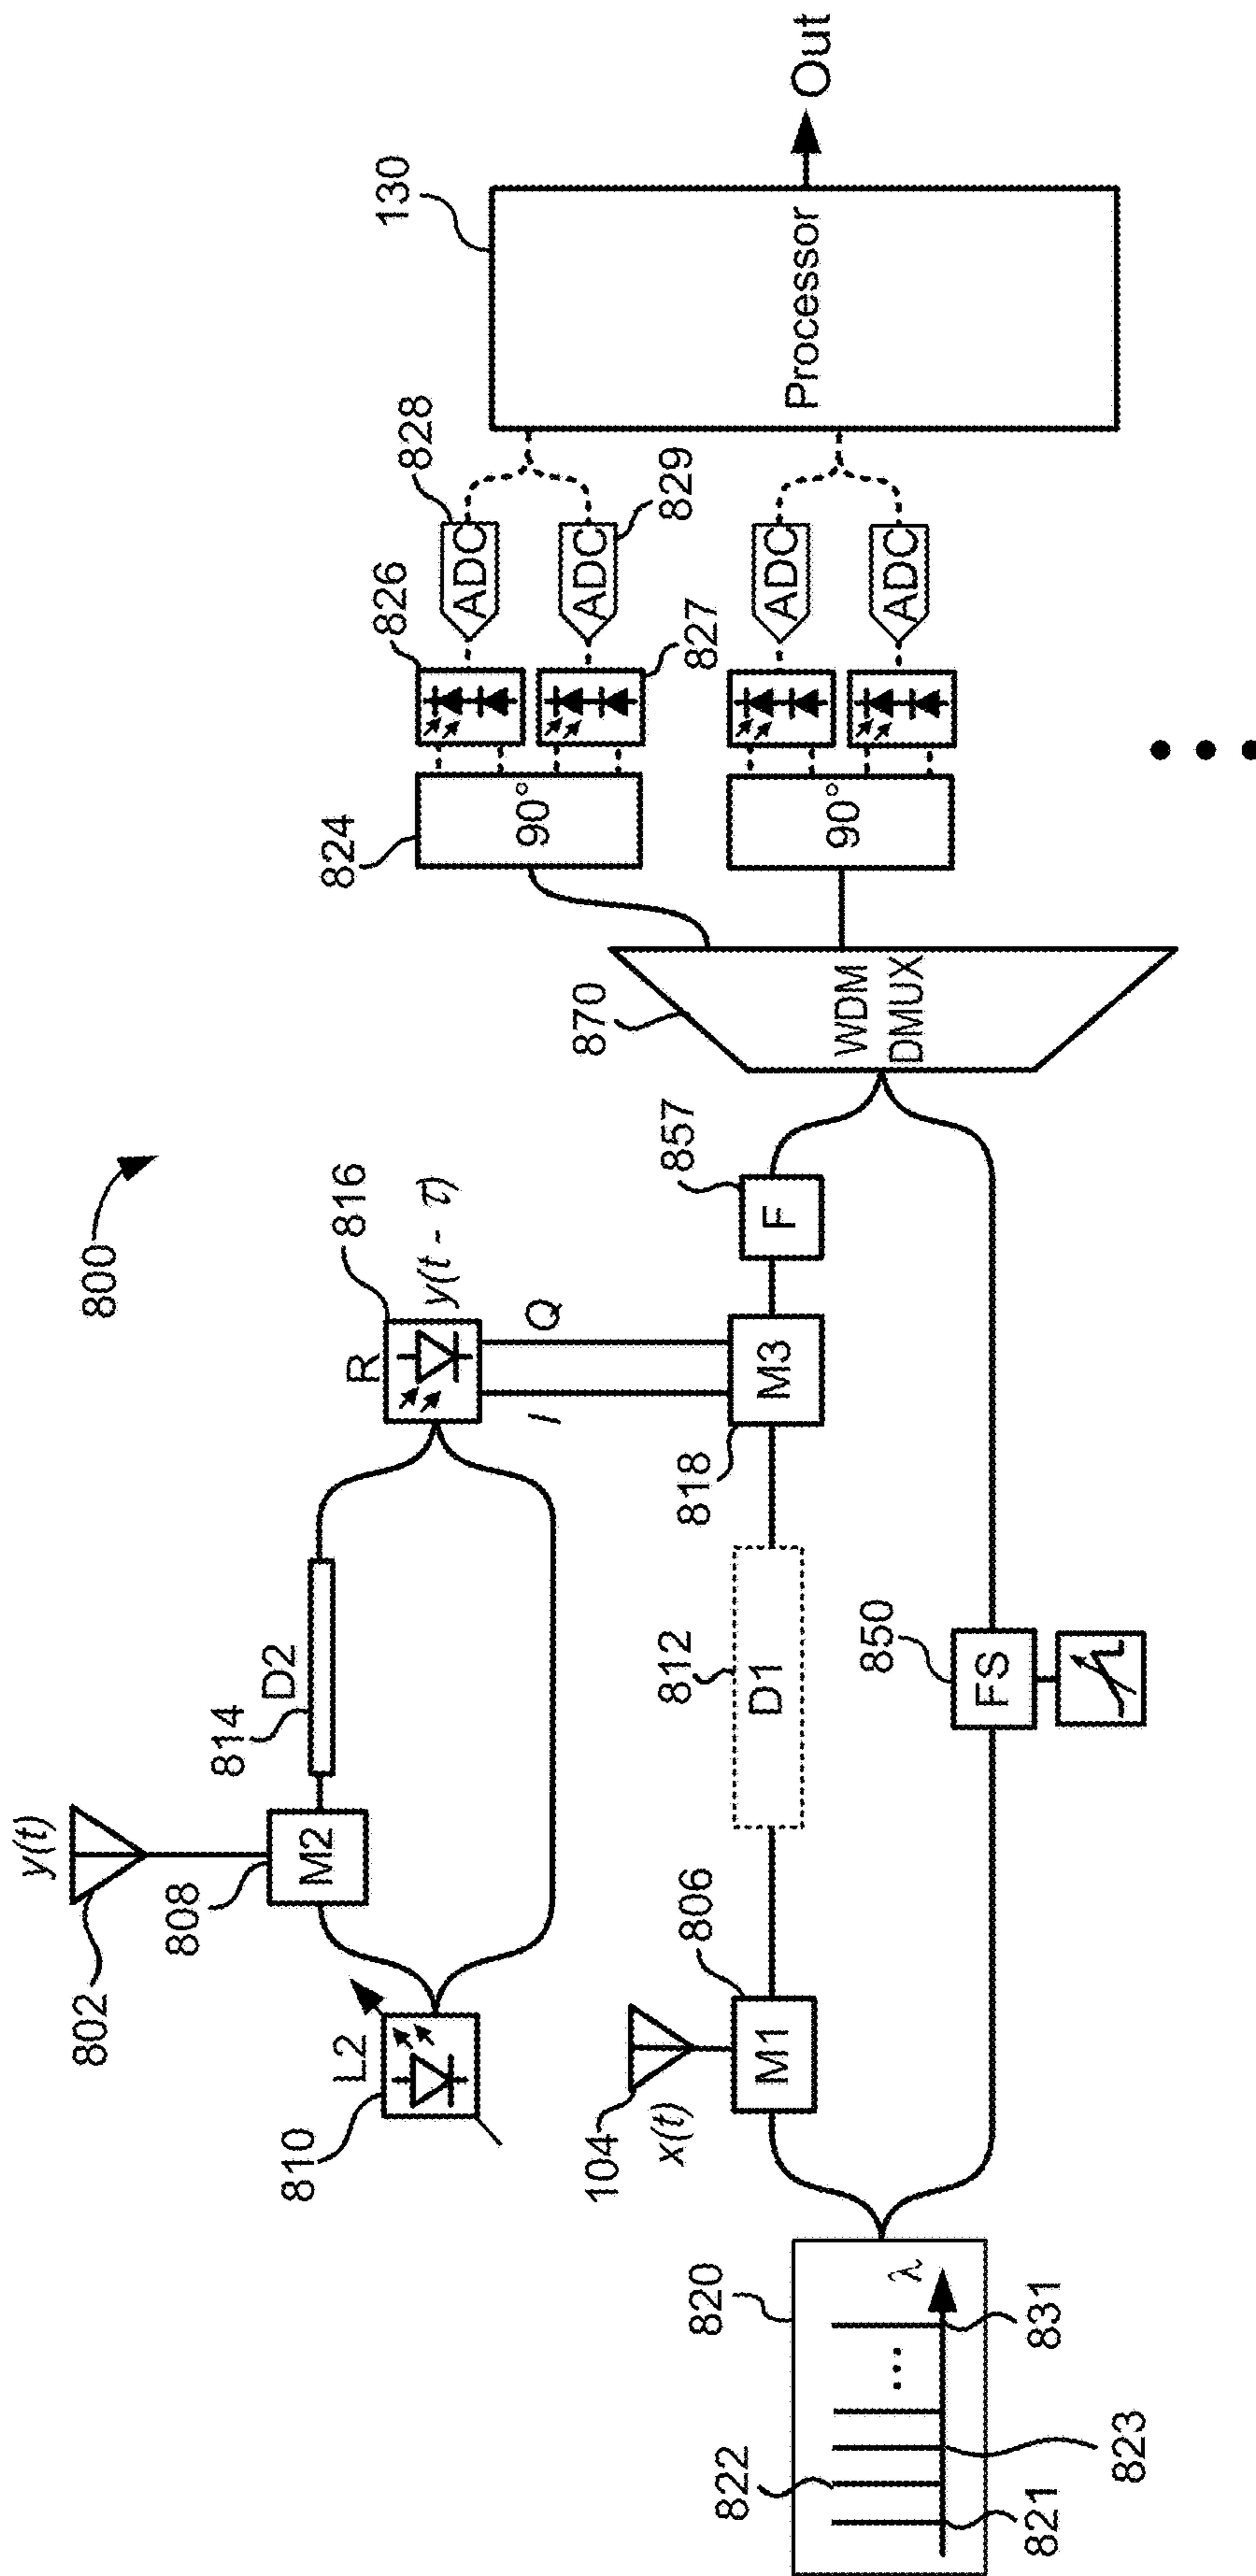 800
y(t)
802
808
M2
814
D2
816
R
y(t - τ)
810
L2
I
Q
104
x(t)
806
M1
812
D1
818
M3
857
F
850
FS
820
λ
822
...
821
823
831
870
WDM
DMUX
824
90°
826
827
828
ADC
ADC
829
90°
ADC
ADC
130
Processor
Out